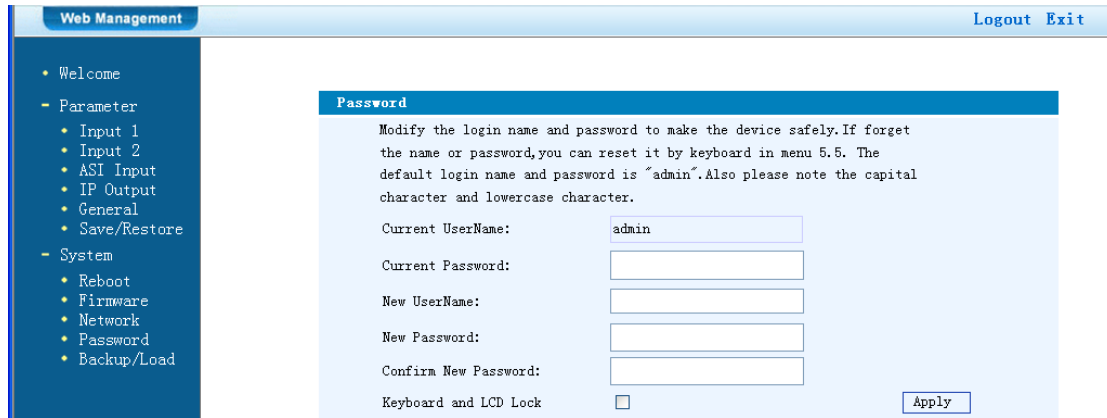 Web Management
Logout Exit
Welcome
Parameter
Input 1
Input 2
ASI Input
IP Output
General
Save/Restore
System
Reboot
Firmware
Network
Password
Backup/Load
Password
Modify the login name and password to make the device safely.If forget
the name or password,you can reset it by keyboard in menu 5.5. The
default login name and password is "admin".Also please note the capital
character and lowercase character.
Current UserName: admin
Current Password:
New UserName:
New Password:
Confirm New Password:
Keyboard and LCD Lock Apply